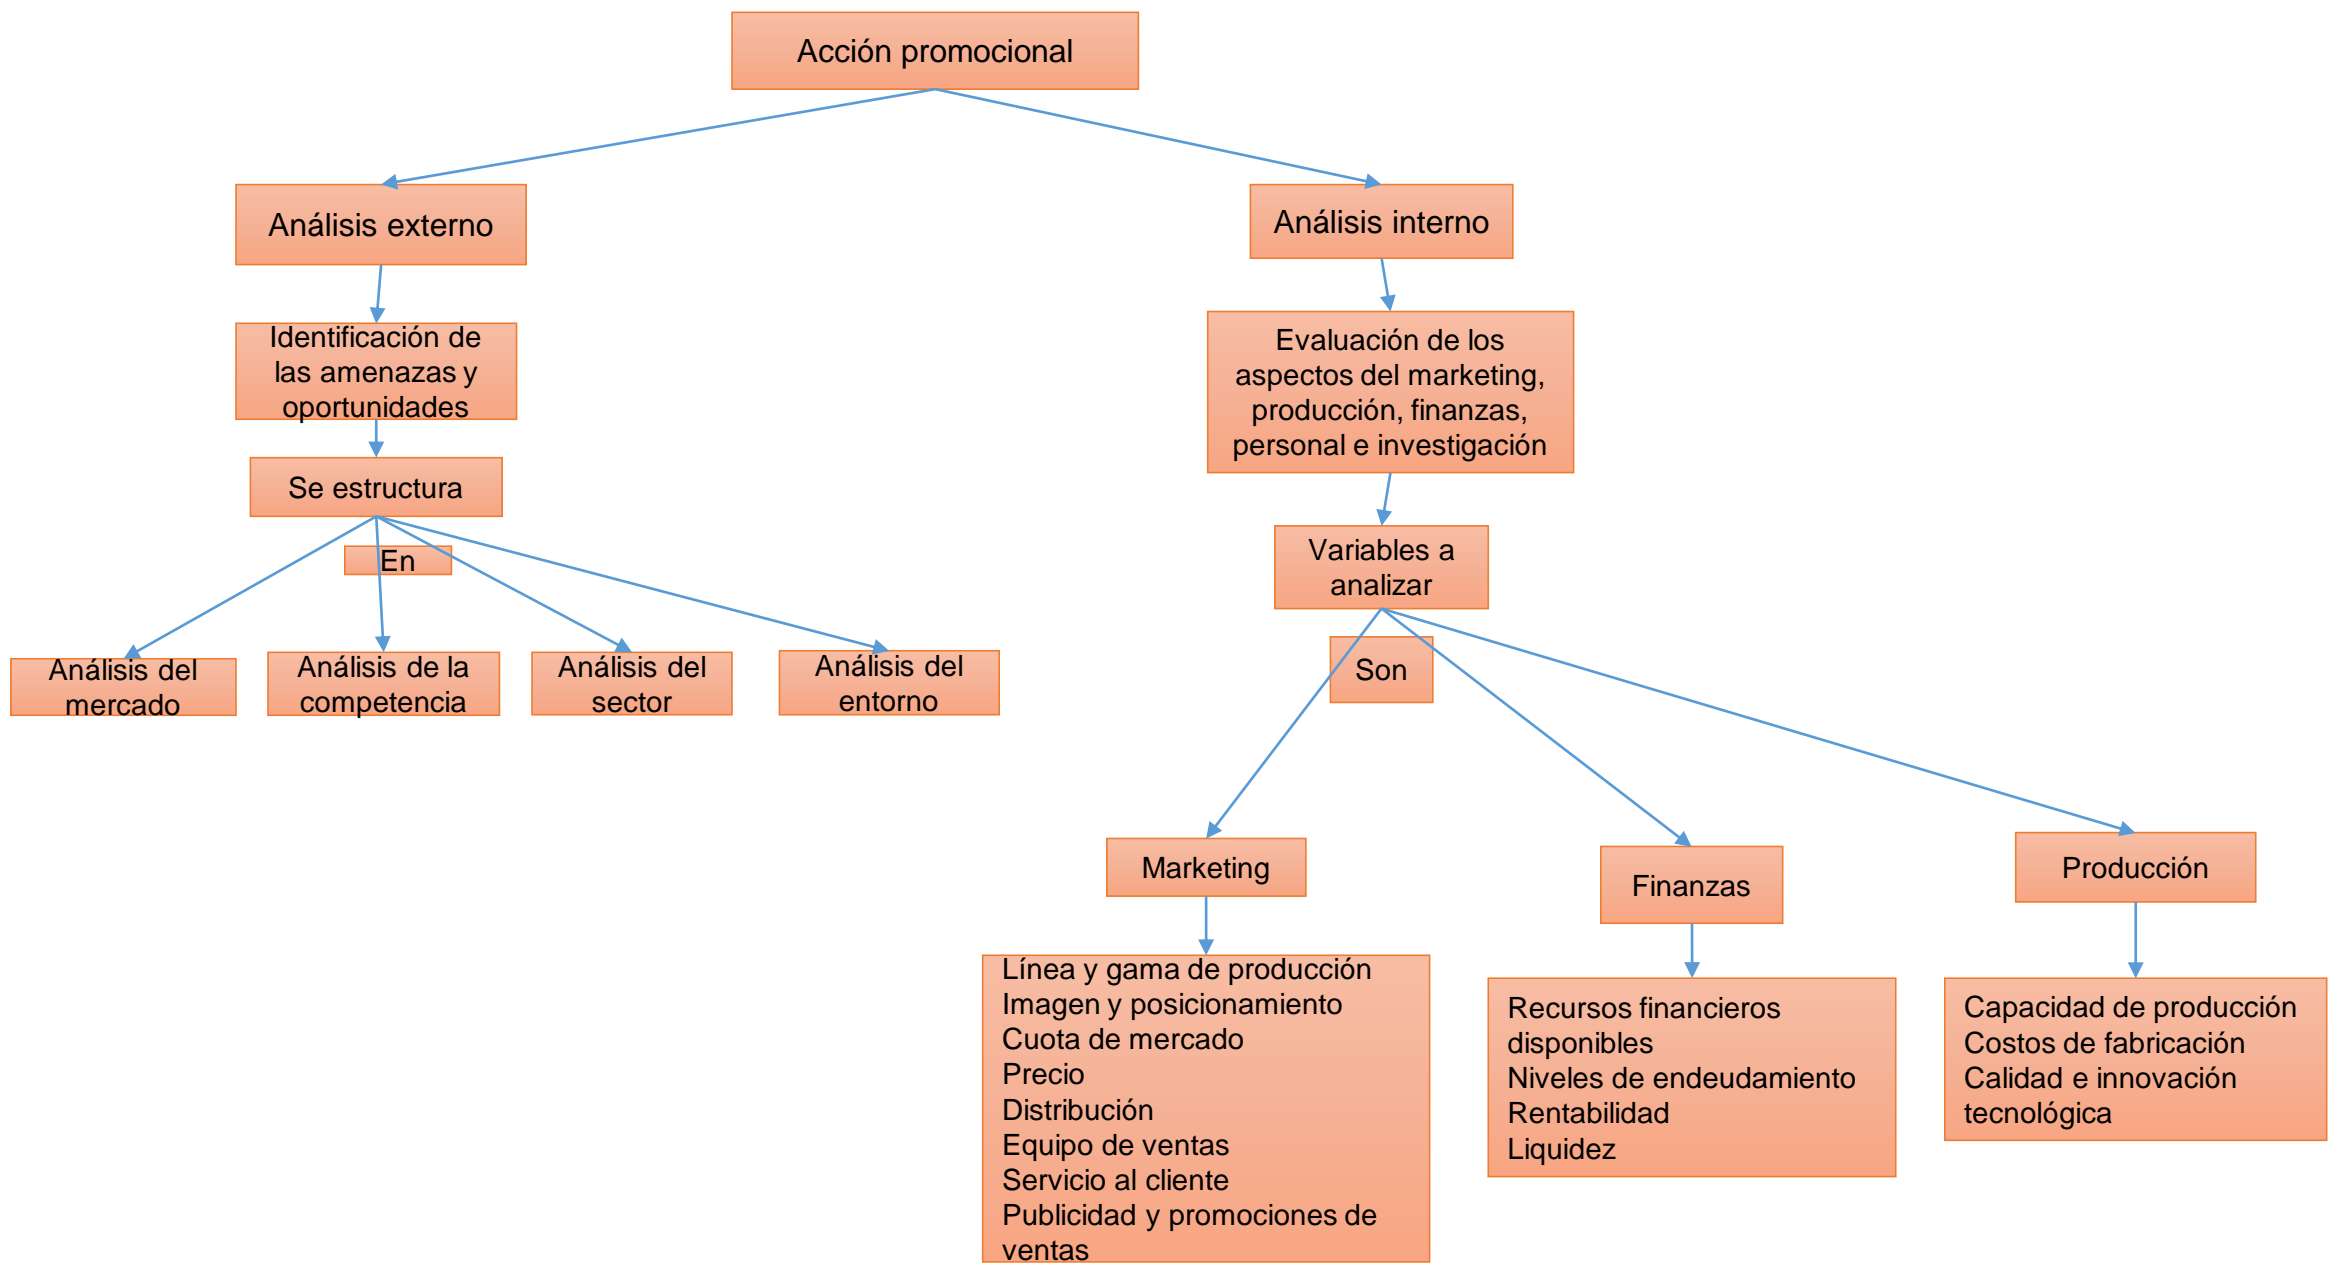 Acción promocional
Análisis externo
Análisis interno
Identificación de
las amenazas y
oportunidades
Evaluación de los
aspectos del marketing,
producción, finanzas,
personal e investigación
Se estructura
En
Variables a
analizar
Son
Análisis del
mercado
Análisis de la
competencia
Análisis del
sector
Análisis del
entorno
Marketing
Finanzas
Producción
Línea y gama de producción
Imagen y posicionamiento
Cuota de mercado
Precio
Distribución
Equipo de ventas
Servicio al cliente
Publicidad y promociones de
ventas
Recursos financieros
disponibles
Niveles de endeudamiento
Rentabilidad
Liquidez
Capacidad de producción
Costos de fabricación
Calidad e innovación
tecnológica